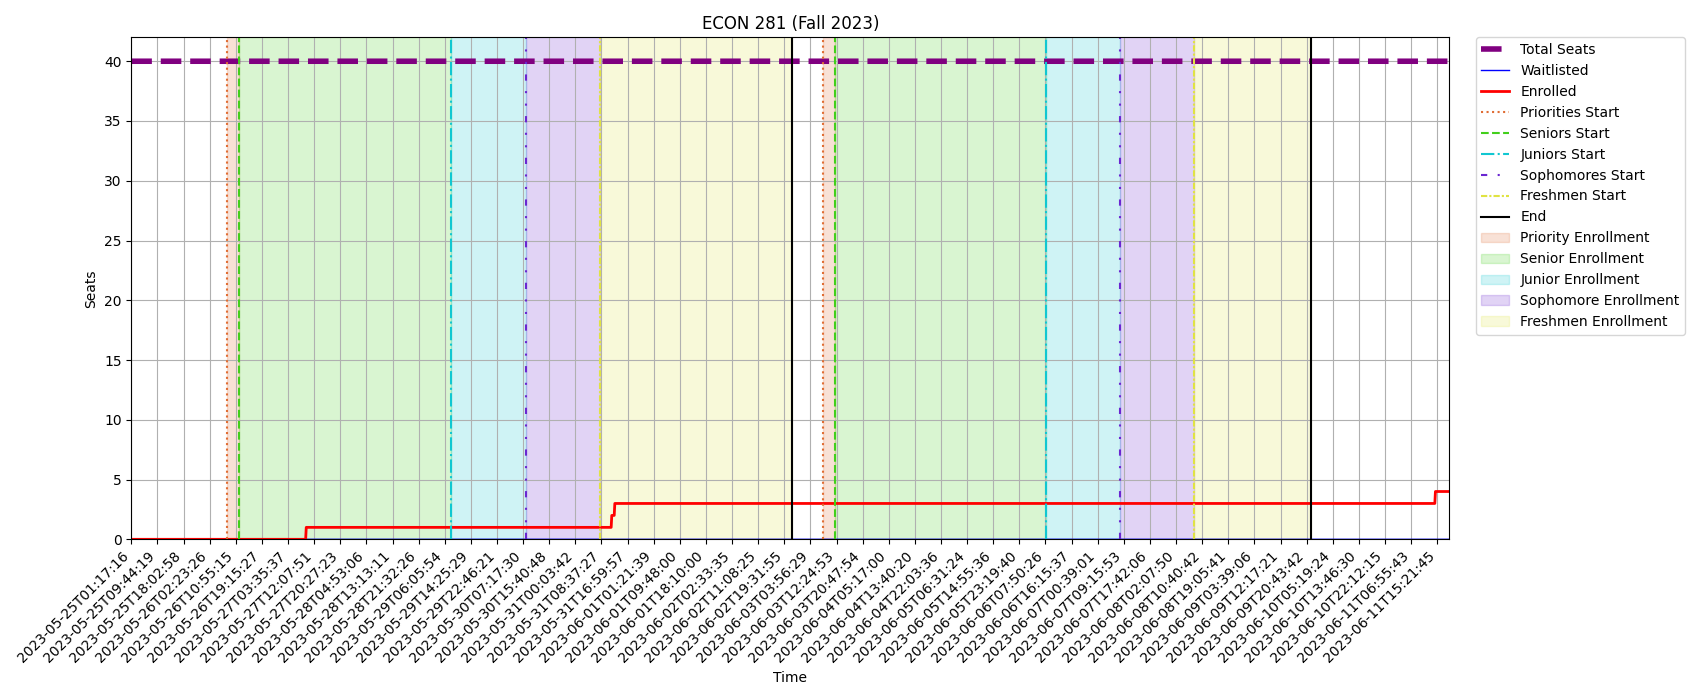 ECON 281 (Fall 2023)
40
35
30
25
20
15
10
5
0
Seats
2023-05-25T01:17:16
2023-05-25T09:44:19
2023-05-25T18:02:58
2023-05-26T02:23:26
2023-05-26T10:55:15
2023-05-26T19:15:27
2023-05-27T03:35:37
2023-05-27T12:07:51
2023-05-27T20:27:23
2023-05-28T04:53:06
2023-05-28T13:13:11
2023-05-28T21:32:26
2023-05-29T06:05:54
2023-05-29T14:25:29
2023-05-29T22:46:21
2023-05-30T07:17:30
2023-05-30T15:40:48
2023-05-31T00:03:42
2023-05-31T08:37:27
2023-05-31T16:59:57
2023-06-01T01:21:39
2023-06-01T09:48:00
2023-06-01T18:10:00
2023-06-02T02:33:35
2023-06-02T11:08:25
2023-06-02T19:31:55
2023-06-03T03:56:29
2023-06-03T12:24:53
2023-06-03T20:47:54
2023-06-04T05:17:00
2023-06-04T13:40:20
2023-06-04T22:03:36
2023-06-05T06:31:24
2023-06-05T14:55:36
2023-06-05T23:19:40
2023-06-06T07:50:26
2023-06-06T16:15:37
2023-06-07T00:39:01
2023-06-07T09:15:53
2023-06-07T17:42:06
2023-06-08T02:07:50
2023-06-08T10:40:42
2023-06-08T19:05:41
2023-06-09T03:39:06
2023-06-09T12:17:21
2023-06-09T20:43:42
2023-06-10T05:19:24
2023-06-10T13:46:30
2023-06-10T22:12:15
2023-06-11T06:55:43
2023-06-11T15:21:45
Time
Total Seats
Waitlisted
Enrolled
Priorities Start
Seniors Start
Juniors Start
Sophomores Start
Freshmen Start
End
Priority Enrollment
Senior Enrollment
Junior Enrollment
Sophomore Enrollment
Freshmen Enrollment